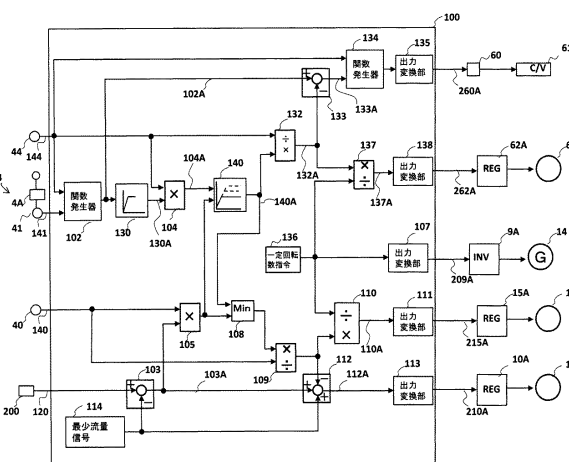 100
134
135
60
関数
発生器
出力
変換部
C/V
102A
133A
133
260A
132
44
144
137
138
62A
÷
×
132A
×
÷
出力
変換部
REG
137A
262A
4A
104A
140
関数
発生器
×
41
141
102
130
130A
104
140A
136
107
9A
14
一定回転
数指令
出力
変換部
INV
G
209A
40
140
×
105
Min
108
110
111
15A
÷
×
出力
変換部
REG
110A
215A
×
÷
109
112
103
103A
112A
113
10A
出力
変換部
REG
210A
200
120
114
最少流量
信号